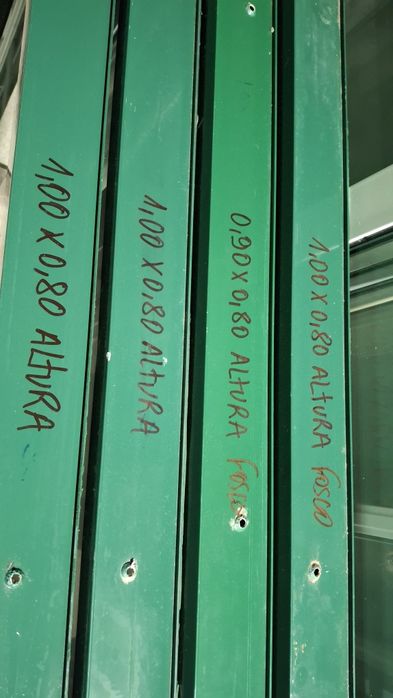 1,00 X 0,80 ALTURA
1,00 X 0,80 ALTURA
0,90 X 0,80 ALTURA FOSCO
1,00 X 0,80 ALTURA FOSCO